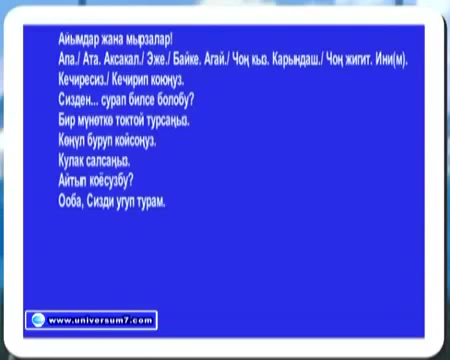 Айымдар жана мырзалар!
Апа./ Ата. Аксакал./ Эже./ Байке. Агай./ Чоң кыз. Карындаш./ Чоң жигит. Ини(м).
Кечиресиз./ Кечирип коюңуз.
Сизден... сурап билсе болобу?
Бир мүнөткө токтой турсаңыз.
Көңүл буруп койсоңуз.
Кулак салсаңыз.
Айтып коёсузбу?
Ооба, Сизди угуп турам.
www.universum7.com